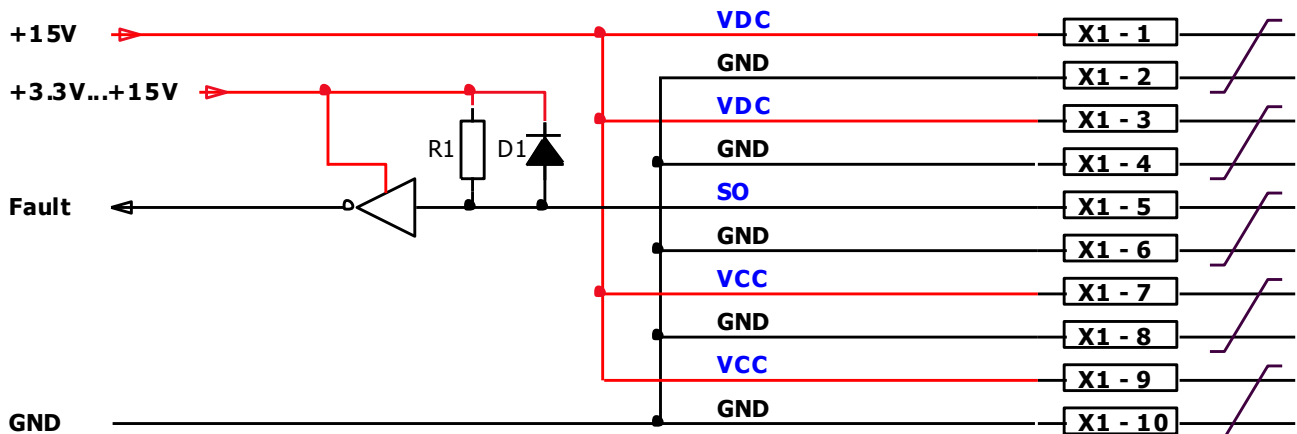 +15V VDC X1 - 1
GND X1 - 2
+3.3V...+15V VDC X1 - 3
R1 D1 GND X1 - 4
Fault SO X1 - 5
GND X1 - 6
VCC X1 - 7
GND X1 - 8
VCC X1 - 9
GND GND X1 - 10